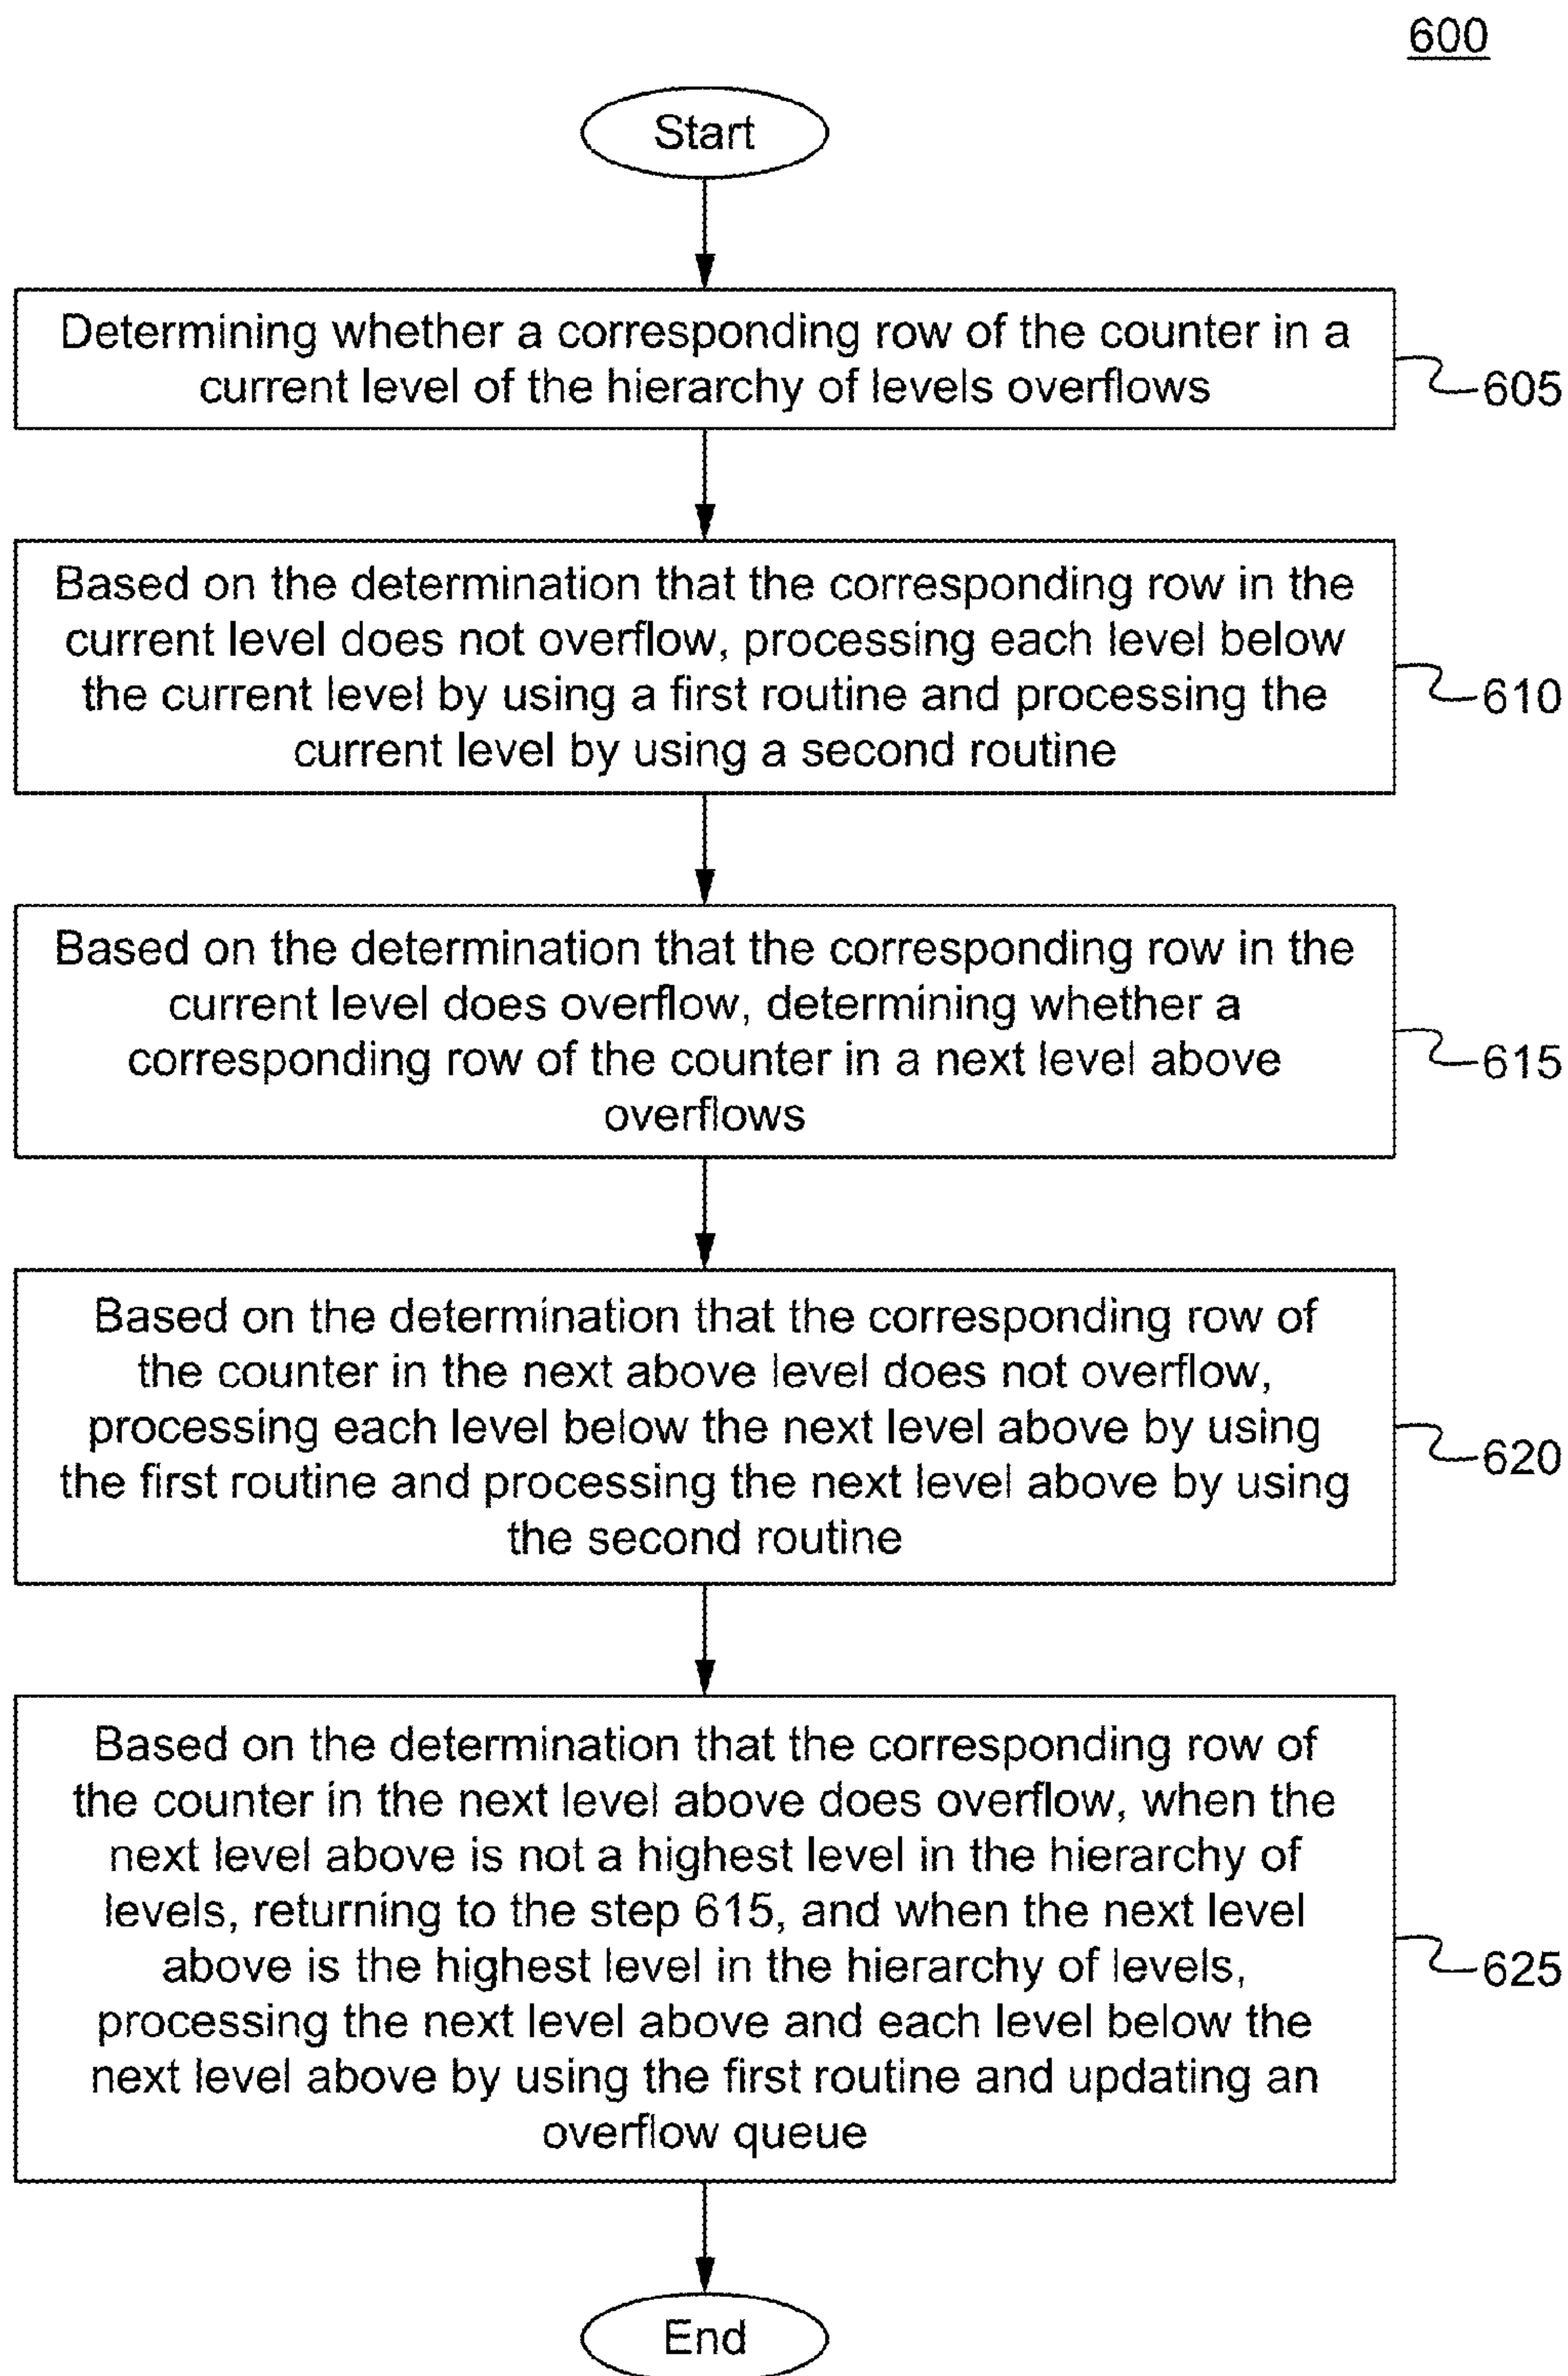 600
Start
Determining whether a corresponding row of the counter in a
current level of the hierarchy of levels overflows
605
Based on the determination that the corresponding row in the
current level does not overflow, processing each level below
the current level by using a first routine and processing the
current level by using a second routine
610
Based on the determination that the corresponding row in the
current level does overflow, determining whether a
corresponding row of the counter in a next level above
overflows
615
Based on the determination that the corresponding row of
the counter in the next above level does not overflow,
processing each level below the next level above by using
the first routine and processing the next level above by using
the second routine
620
Based on the determination that the corresponding row of
the counter in the next level above does overflow, when the
next level above is not a highest level in the hierarchy of
levels, returning to the step 615, and when the next level
above is the highest level in the hierarchy of levels,
processing the next level above and each level below the
next level above by using the first routine and updating an
overflow queue
625
End